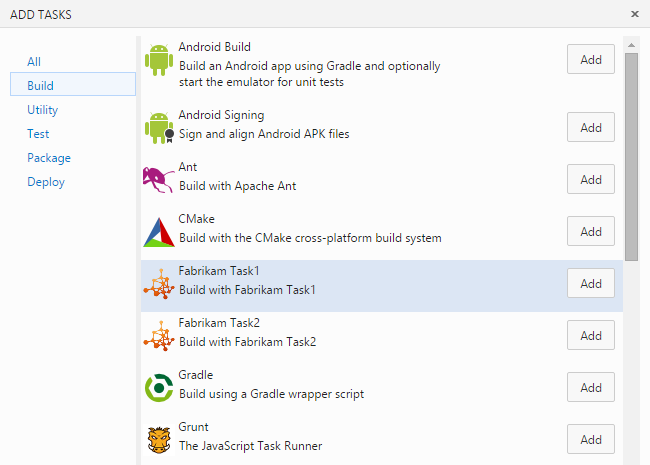 ADD TASKS
All
Build
Utility
Test
Package
Deploy
Android Build
Build an Android app using Gradle and optionally
start the emulator for unit tests
Add
Android Signing
Sign and align Android APK files
Add
Ant
Build with Apache Ant
Add
CMake
Build with the CMake cross-platform build system
Add
Fabrikam Task1
Build with Fabrikam Task1
Add
Fabrikam Task2
Build with Fabrikam Task2
Add
Gradle
Build using a Gradle wrapper script
Add
Grunt
The JavaScript Task Runner
Add